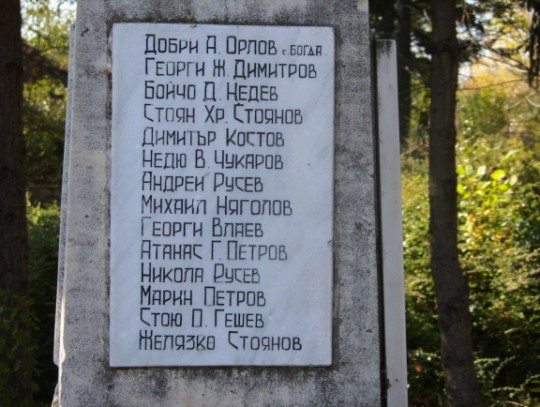 Добри А. Орлов с. Богда.
Георги Ж. Димитров
Бойчо Д. Недев
Стоян Хр. Стоянов
Димитър Костов
Недю В. Чукаров
Андрей Русев
Михаил Няголов
Георги Влаев
Атанас Г. Петров
Никола Русев
Марин Петров
Стою П. Гешев
Желязко Стоянов